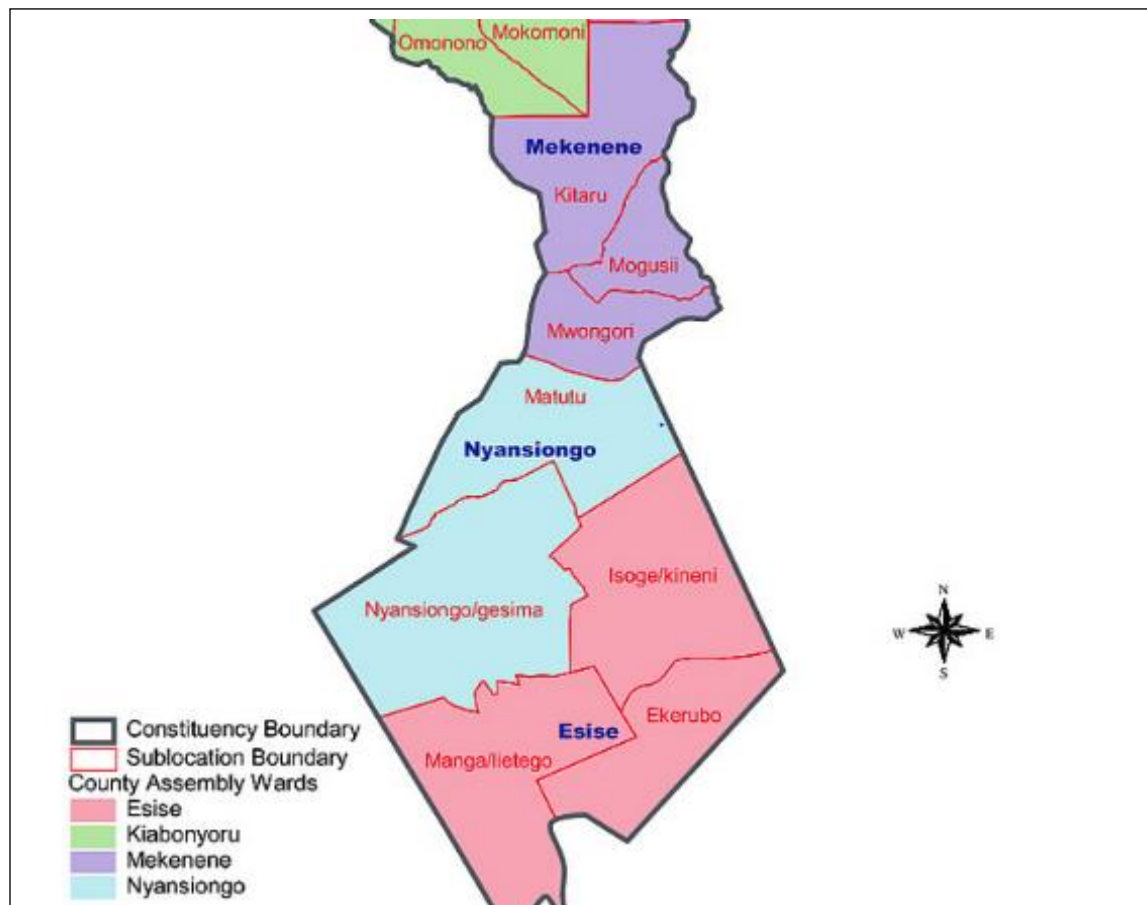 Mokomoni
Omonono
Mekenene
Kitaru
Mogusii
Mwongori
Matutu
Nyansiongo
Isoge/kineni
Nyansiongo/gesima
N
W E
S
Ekerubo
Esise
Manga/lietego
Constituency Boundary
Sublocation Boundary
County Assembly Wards
Esise
Kiabonyoru
Mekenene
Nyansiongo